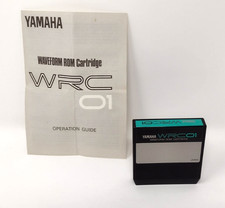 YAMAHA
WAVEFORM ROM Cartridge
WRC
01
OPERATION GUIDE
YAMAHA WRC01